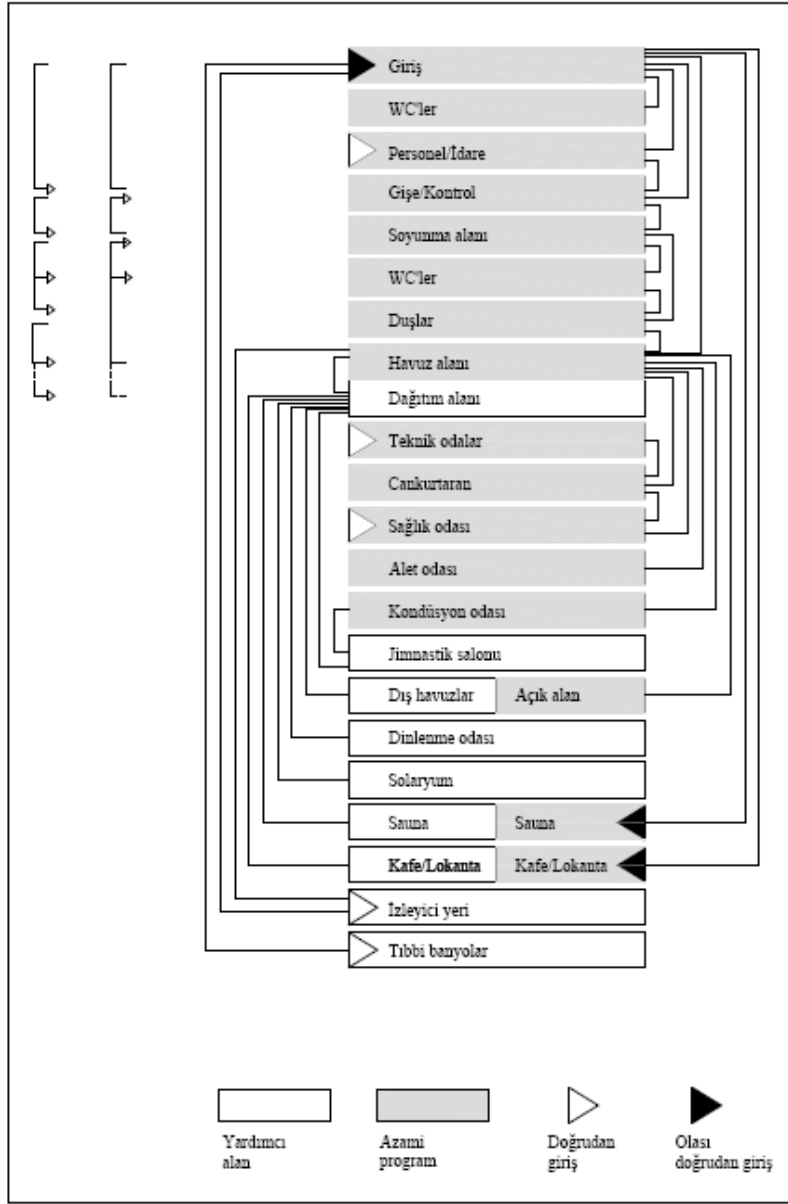 Giriş
WC'ler
Personel/İdare
Gişe/Kontrol
Soyunma alanı
WC'ler
Duşlar
Havuz alanı
Dağıtım alanı
Teknik odalar
Cankurtaran
Sağlık odası
Alet odası
Kondüsyon odası
Jimnastik salonu
Dış havuzlar Açık alan
Dinlenme odası
Solaryum
Sauna Sauna
Kafe/Lokanta Kafe/Lokanta
İzleyici yeri
Tıbbi banyolar
Yardımcı
alan
Azami
program
Doğrudan
giriş
Olası
doğrudan giriş